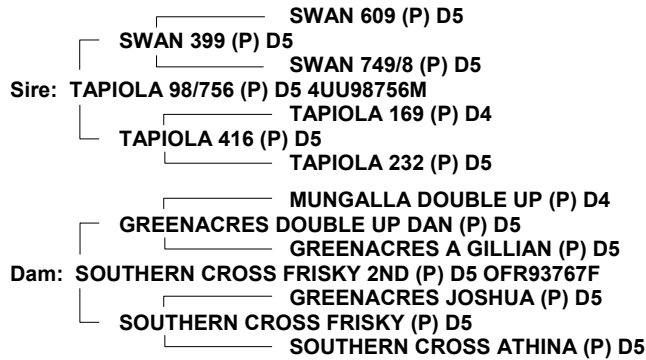 SWAN 609 (P) D5
SWAN 399 (P) D5
SWAN 749/8 (P) D5
Sire: TAPIOLA 98/756 (P) D5 4UU98756M
TAPIOLA 169 (P) D4
TAPIOLA 416 (P) D5
TAPIOLA 232 (P) D5
MUNGALLA DOUBLE UP (P) D4
GREENACRES DOUBLE UP DAN (P) D5
GREENACRES A GILLIAN (P) D5
Dam: SOUTHERN CROSS FRISKY 2ND (P) D5 OFR93767F
GREENACRES JOSHUA (P) D5
SOUTHERN CROSS FRISKY (P) D5
SOUTHERN CROSS ATHINA (P) D5